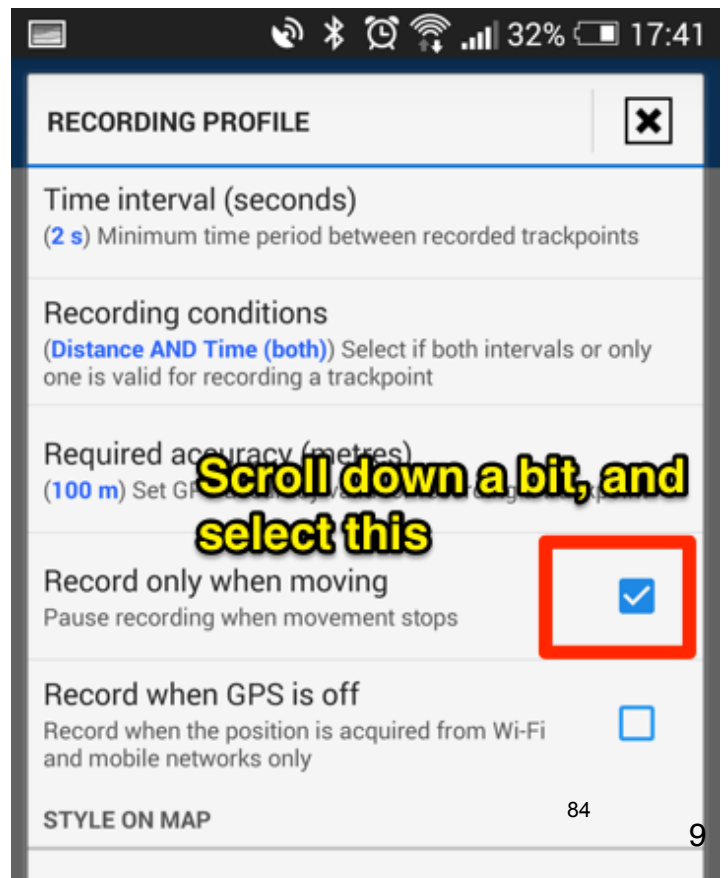 32% 17:41
RECORDING PROFILE
Time interval (seconds)
(2 s) Minimum time period between recorded trackpoints
Recording conditions
(Distance AND Time (both)) Select if both intervals or only
one is valid for recording a trackpoint
Required accuracy (metres)
(100 m) Set
Scroll down a bit, and
select this
Record only when moving
Pause recording when movement stops
Record when GPS is off
Record when the position is acquired from Wi-Fi
and mobile networks only
STYLE ON MAP
84
9